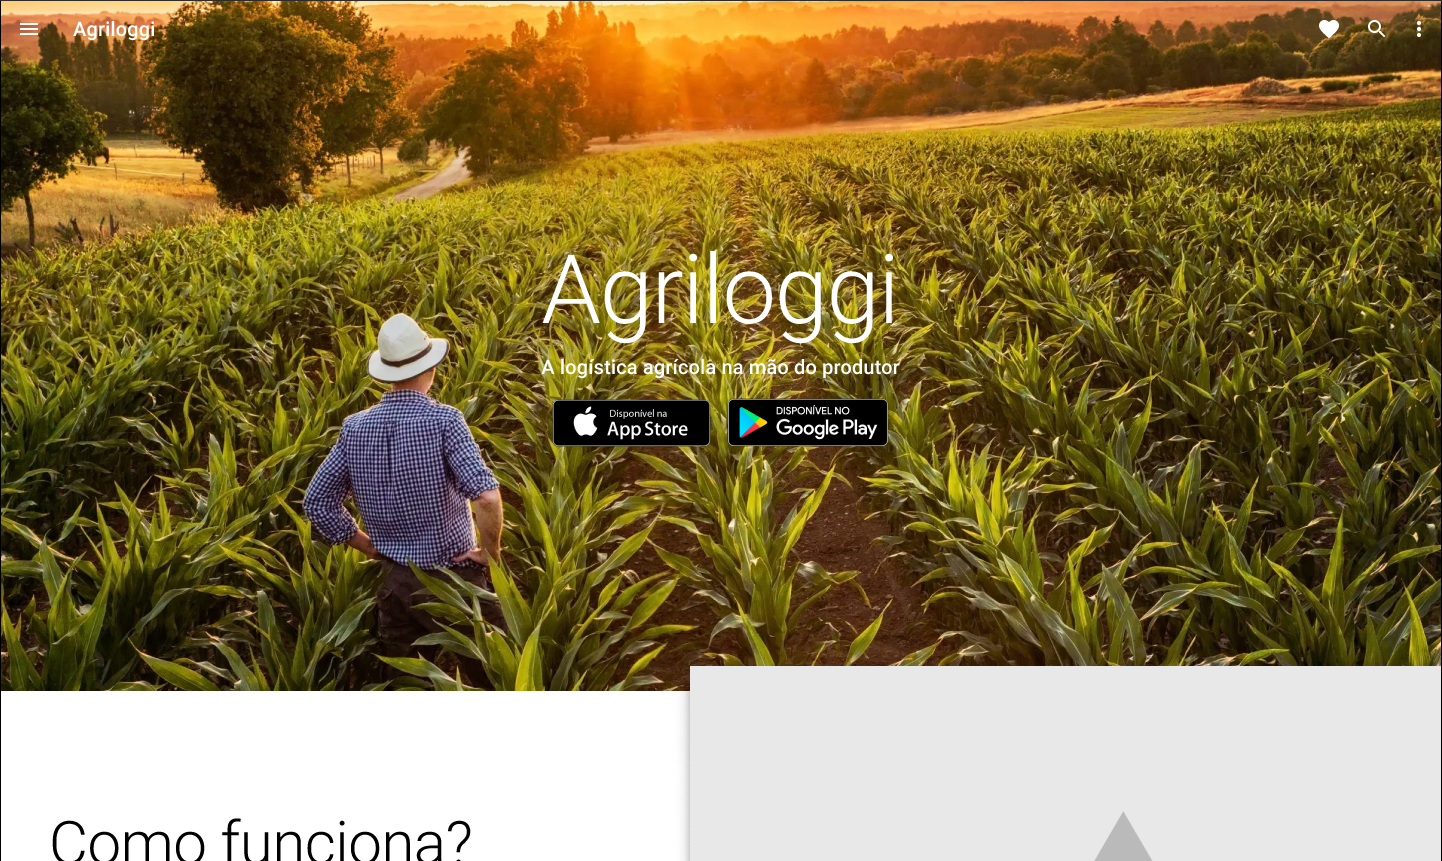 Agriloggi
Agriloggi
A logística agrícola na mão do produtor
Disponível na
App Store
DISPONÍVEL NO
Google Play
Como funciona?